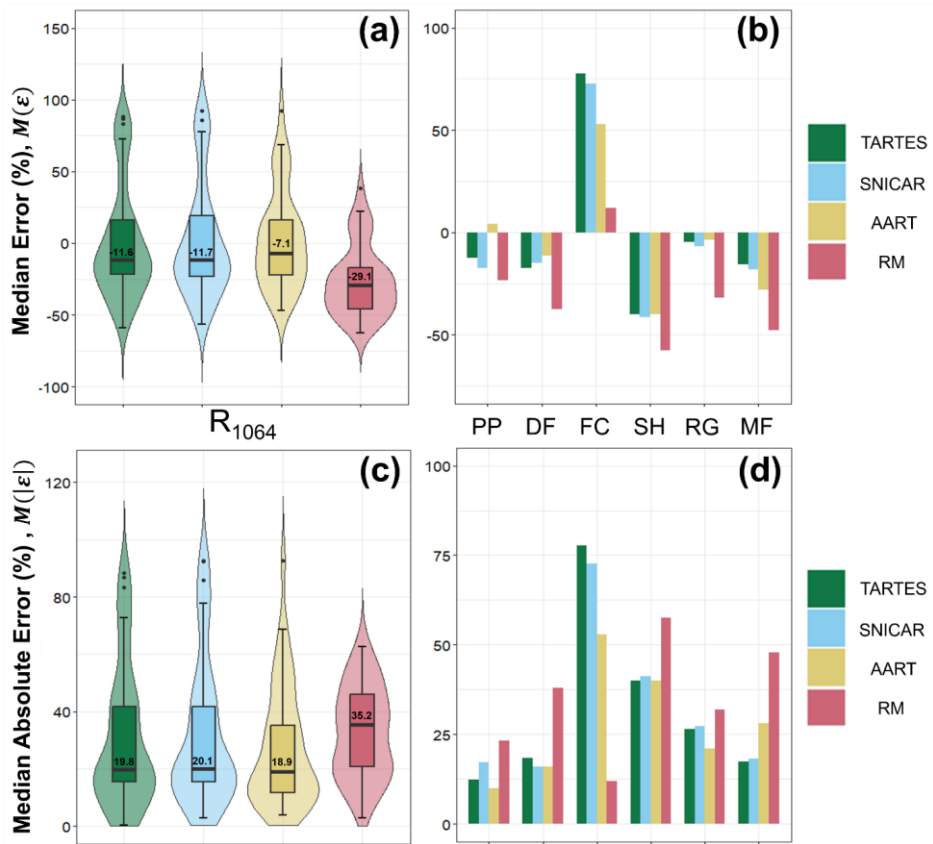 (a)
Median Error (%), M(ε)
150
100
50
0
-50
-100
-11.6
-11.7
-7.1
-29.1
R1064
(b)
100
50
0
-50
PP DF FC SH RG MF
TARTES
SNICAR
AART
RM
(c)
Median Absolute Error (%) , M(|ε|)
120
80
40
0
19.8
20.1
18.9
35.2
(d)
100
75
50
25
0
TARTES
SNICAR
AART
RM